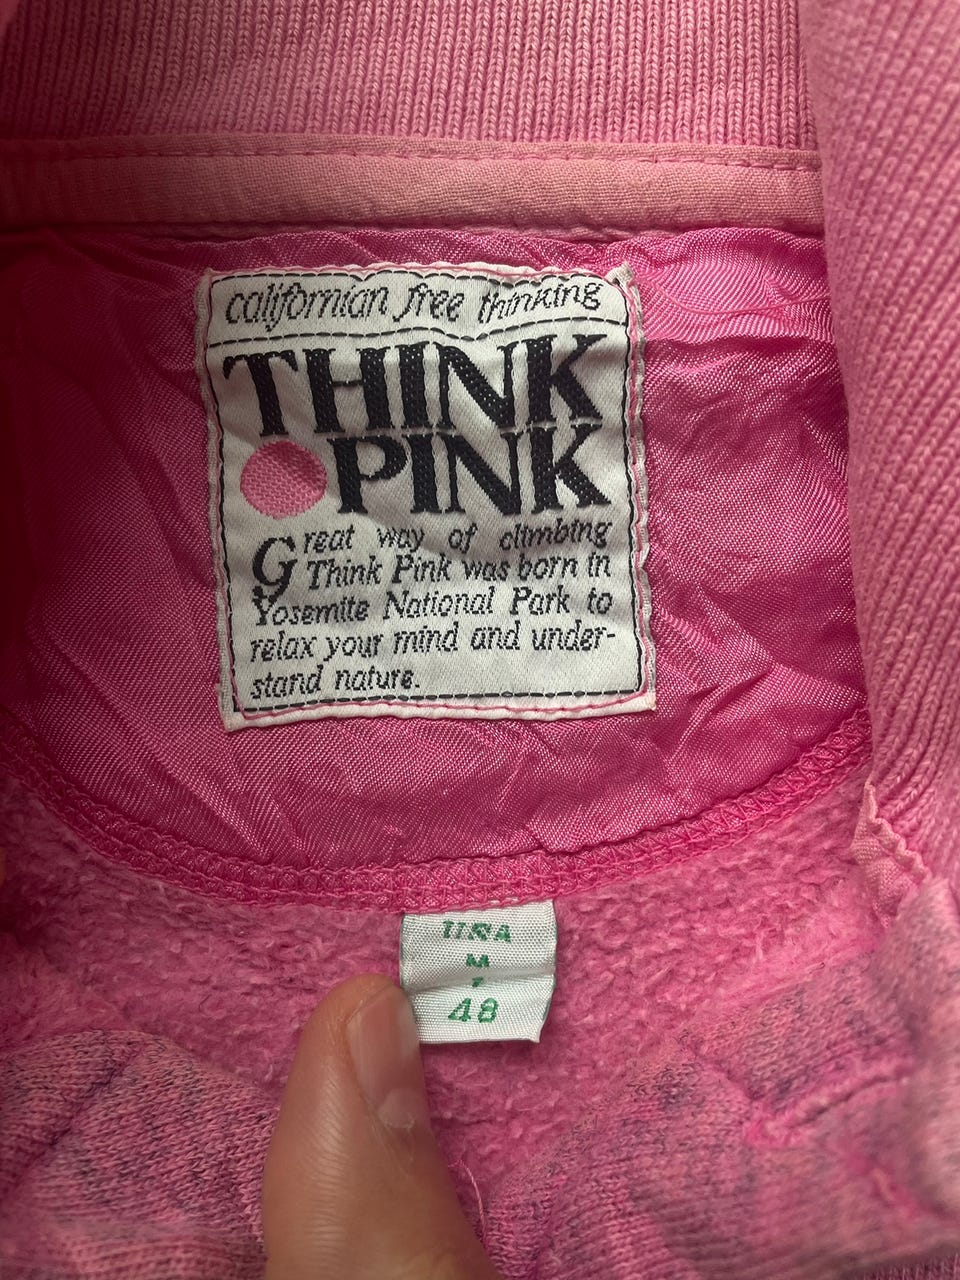 californian free thinking
THINK
PINK
Great way of climbing
Think Pink was born in
Yosemite National Park to
relax your mind and under-
stand nature.
USA
M
48